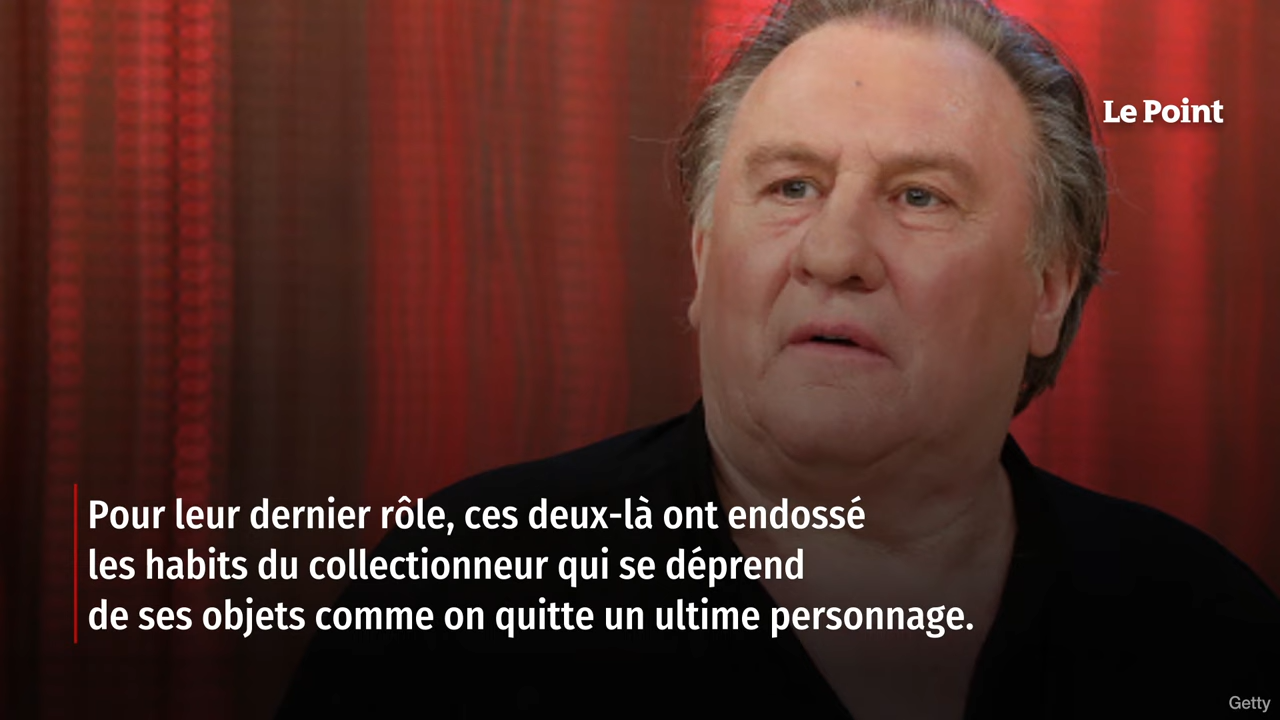 Le Point
Pour leur dernier rôle, ces deux-là ont endossé
les habits du collectionneur qui se déprend
de ses objets comme on quitte un ultime personnage.
Getty